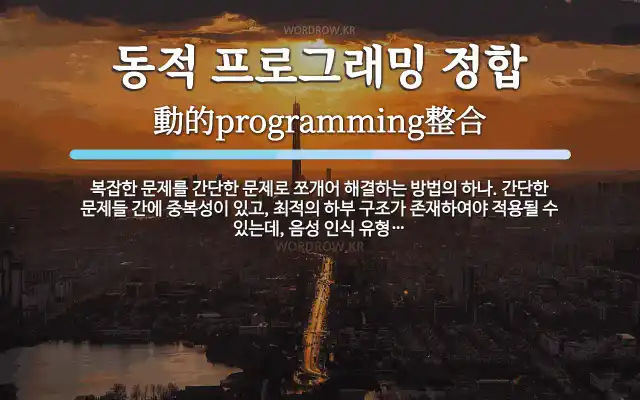 WORDROW.KR
동적 프로그래밍 정합
動的programming整合
복잡한 문제를 간단한 문제로 쪼개어 해결하는 방법의 하나. 간단한
문제들 간에 중복성이 있고, 최적의 하부 구조가 존재하여야 적용될 수
있는데, 음성 인식 유형…
WORDROW.KR